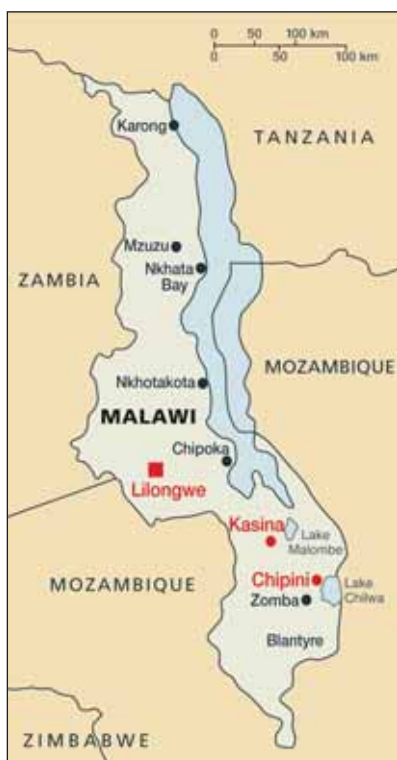 0 50 100 km
0 50 100 km
Karong
TANZANIA
Mzuzu
ZAMBIA
Nkhata
Bay
MOZAMBIQUE
Nkhotakota
MALAWI
Chipoka
Lilongwe
Kasina
Lake
Malombe
MOZAMBIQUE
Chipini
Lake
Chilwa
Zomba
Blantyre
ZIMBABWE